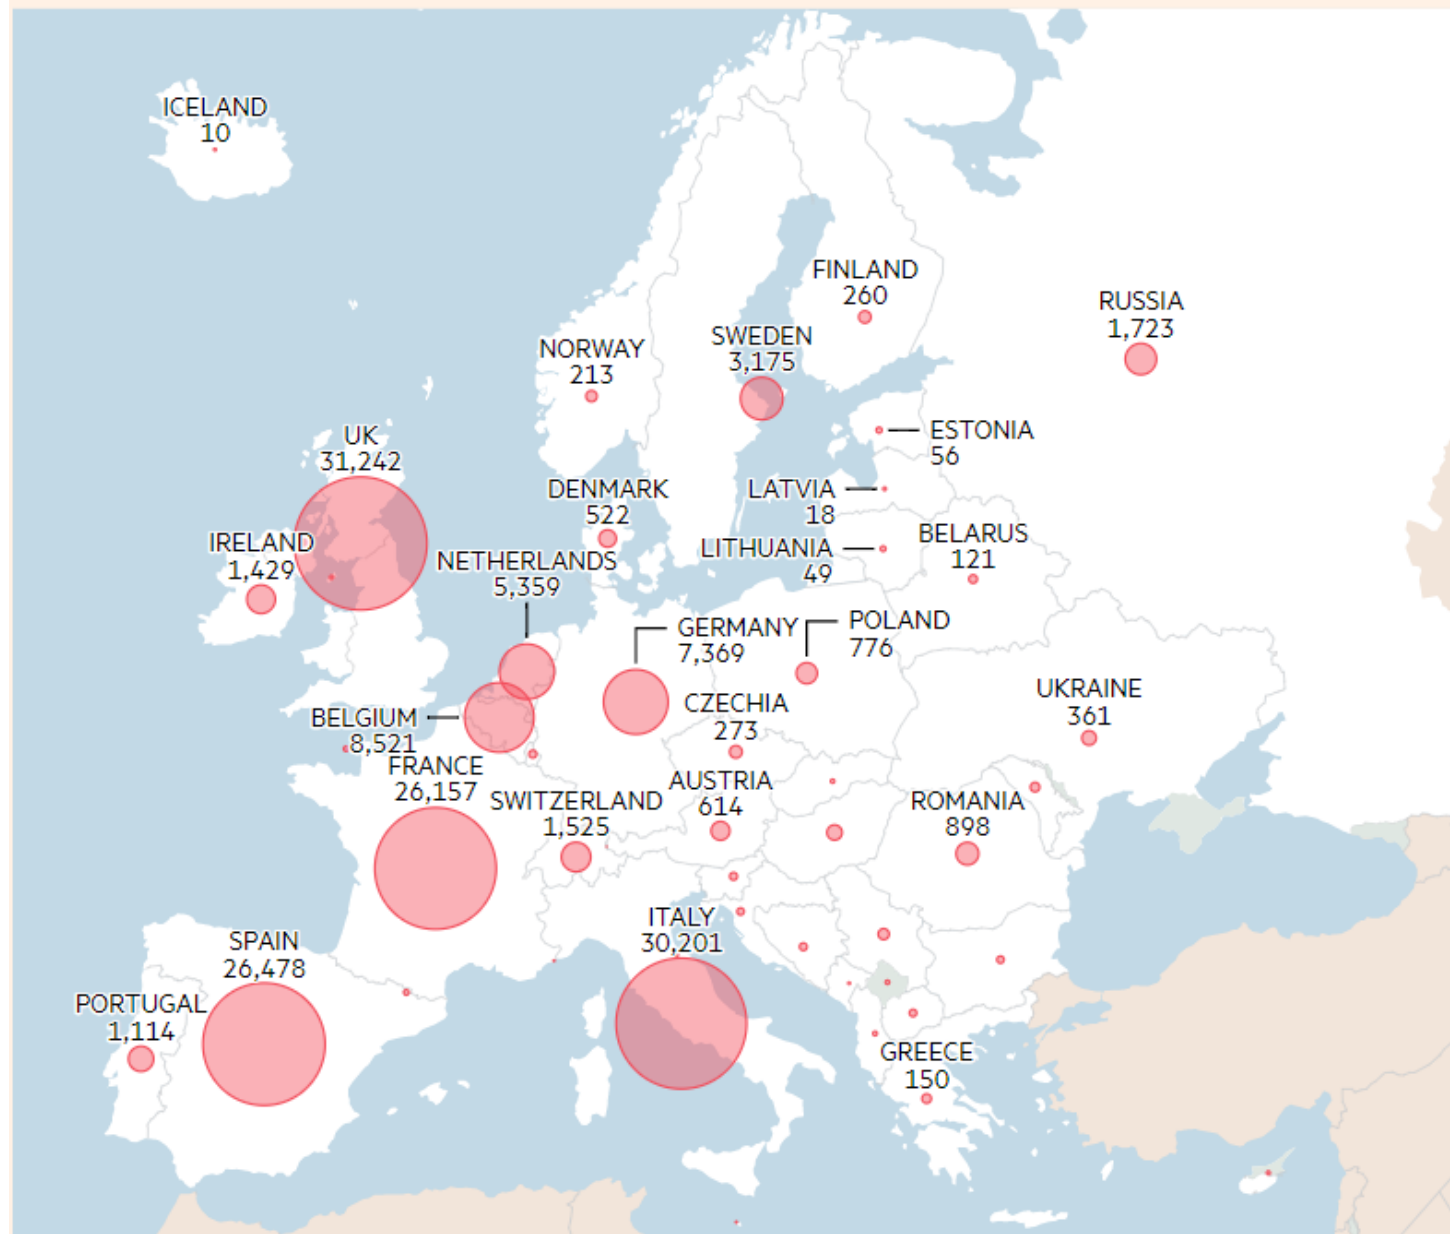 ICELAND
10
FINLAND
260
RUSSIA
1,723
SWEDEN
3,175
NORWAY
213
ESTONIA
56
UK
31,242
LATVIA
18
DENMARK
522
BELARUS
121
LITHUANIA
49
IRELAND
1,429
NETHERLANDS
5,359
GERMANY
7,369
POLAND
776
UKRAINE
361
CZECHIA
273
BELGIUM
8,521
FRANCE
26,157
AUSTRIA
614
SWITZERLAND
1,525
ROMANIA
898
ITALY
30,201
SPAIN
26,478
PORTUGAL
1,114
GREECE
150